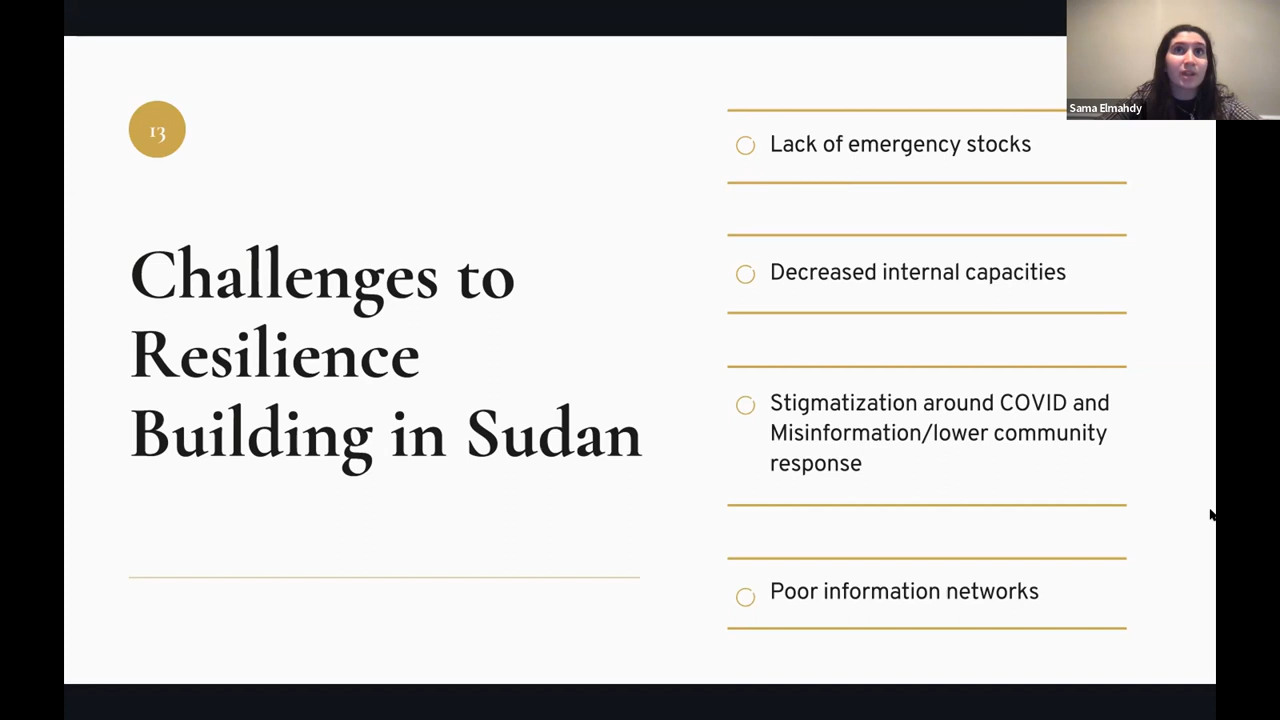 13
Challenges to
Resilience
Building in Sudan
Lack of emergency stocks
Decreased internal capacities
Stigmatization around COVID and
Misinformation/lower community
response
Poor information networks
Sama Elmahdy